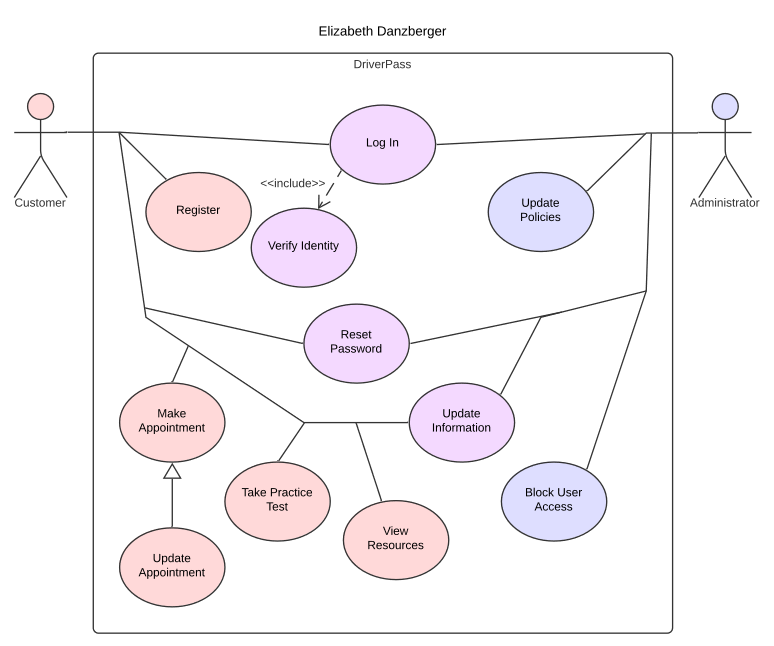 Elizabeth Danzberger
DriverPass
Log In
<<include>>
Customer
Register
Update
Policies
Administrator
Verify Identity
Reset
Password
Make
Appointment
Update
Information
Take Practice
Test
Block User
Access
View
Resources
Update
Appointment